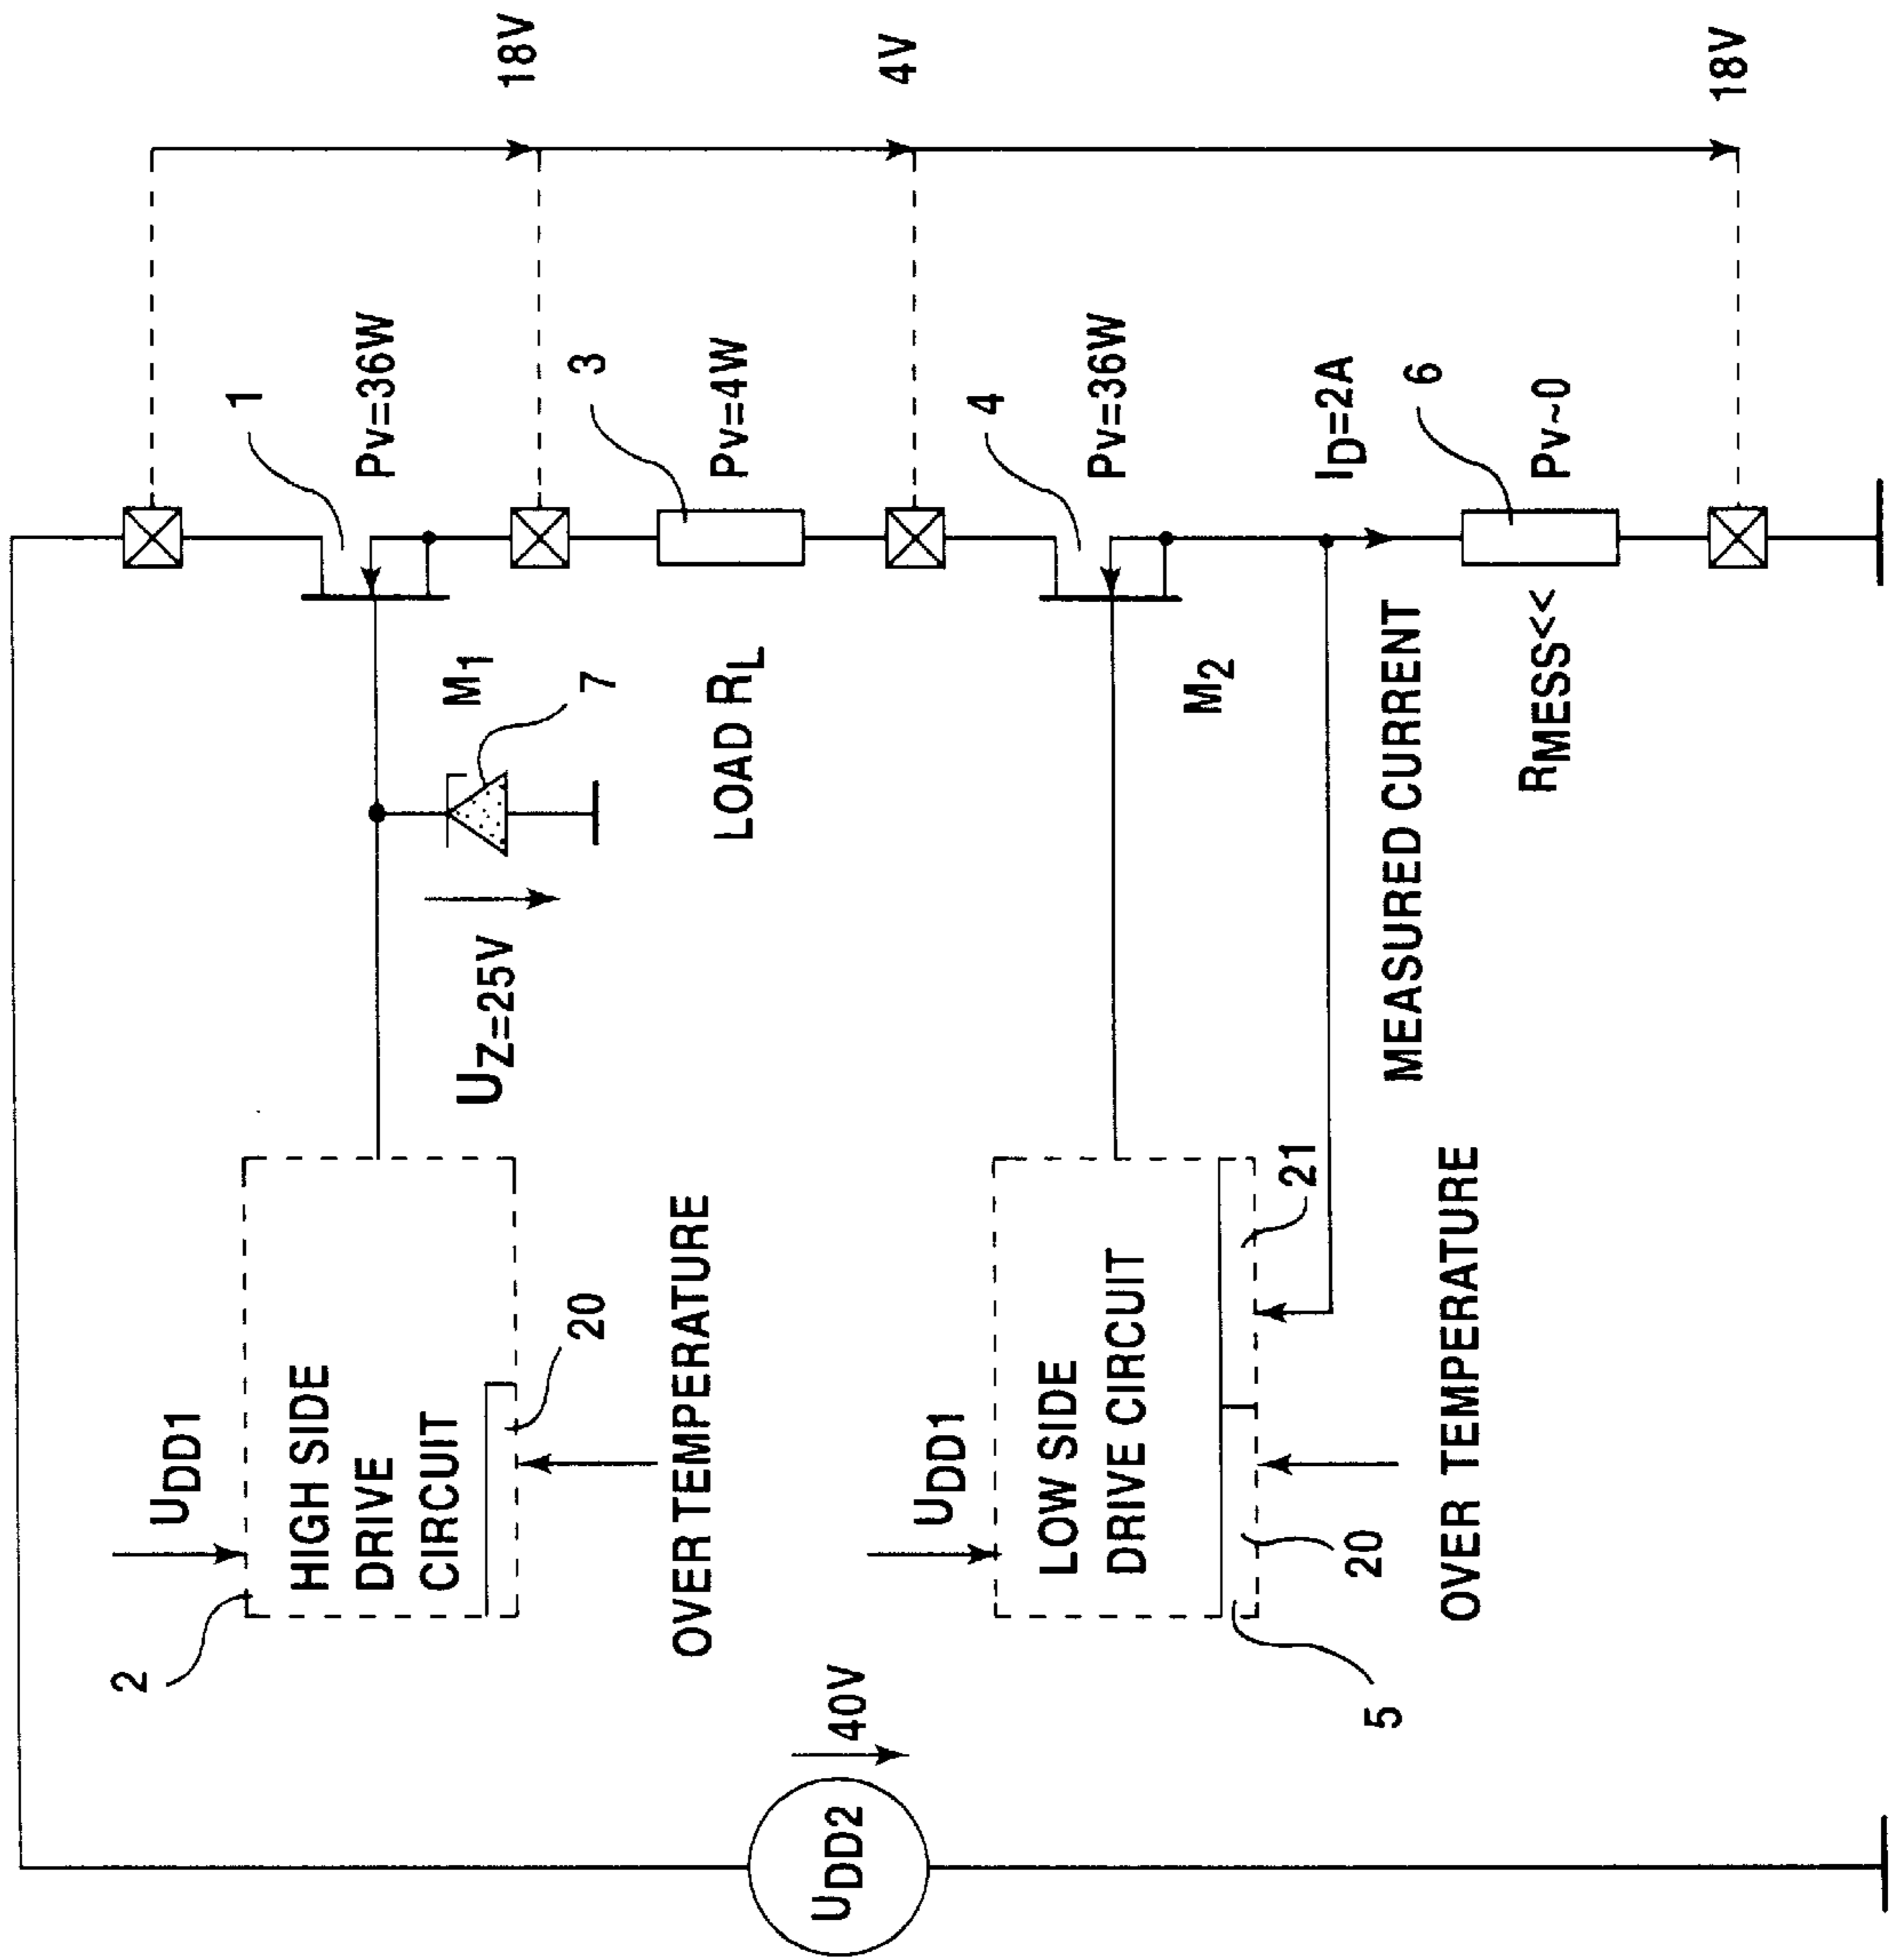 18V
4V
18V
1
Pv=36W
3
Pv=4W
4
Pv=36W
I_D=2A
6
Pv~0
M1
7
LOAD RL
M2
MEASURED CURRENT
RMESS<<
UZ=25V
UDD1
HIGH SIDE
DRIVE
CIRCUIT
20
OVER TEMPERATURE
2
UDD1
LOW SIDE
DRIVE CIRCUIT
21
20
OVER TEMPERATURE
5
40V
UDD2